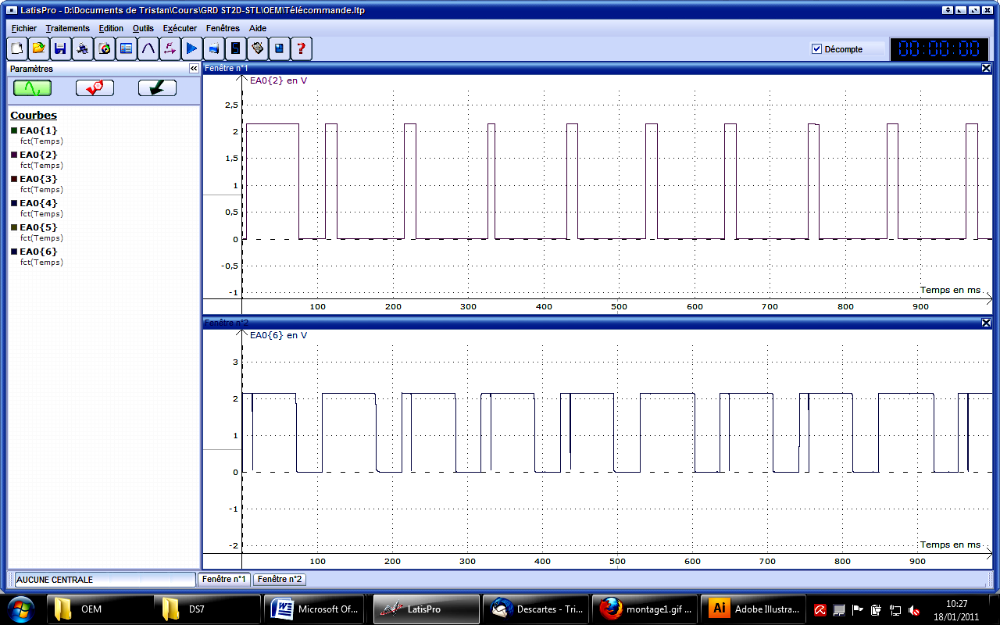 LatisPro - D:\Documents de Tristan\Cours\GRD ST2D-STL\OEM\Télécommande.ltp
Fichier Traitements Edition Outils Exécuter Fenêtres Aide
Décompte
00:00:00
Paramètres
Courbes
EA0{1}
fct(Temps)
EA0{2}
fct(Temps)
EA0{3}
fct(Temps)
EA0{4}
fct(Temps)
EA0{5}
fct(Temps)
EA0{6}
fct(Temps)
Fenêtre n°1
EA0{2} en V
2,5
2
1,5
1
0,5
0
-0,5
-1
Temps en ms
100 200 300 400 500 600 700 800 900
Fenêtre n°2
EA0{6} en V
3
2
1
0
-1
-2
Temps en ms
100 200 300 400 500 600 700 800 900
AUCUNE CENTRALE
Fenêtre n°1 Fenêtre n°2
OEM DS7 Microsoft Of... LatisPro Descartes - Tri... montage1.gif ... Ai Adobe Illustra...
10:27
18/01/2011